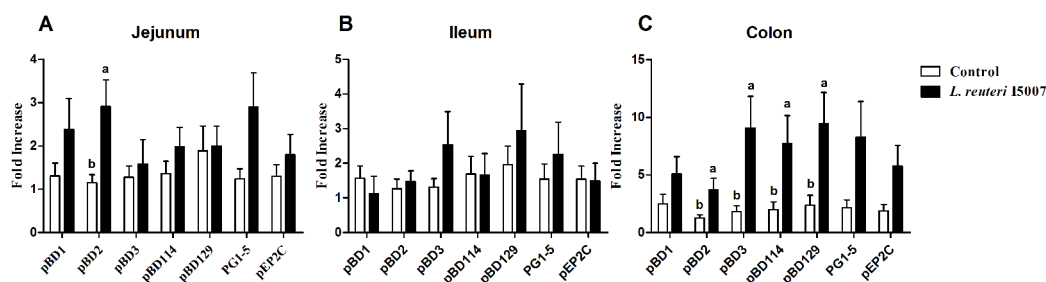 A
Jejunum
Fold Increase
4
3
2
1
0
a
b
pBD1
pBD2
pBD3
pBD114
pBD129
PG1-5
pEP2C
B
Ileum
Fold Increase
5
4
3
2
1
0
pBD1
pBD2
pBD3
pBD114
pBD129
PG1-5
pEP2C
C
Colon
Fold Increase
15
10
5
0
b
a
b
a
b
a
b
a
pBD1
pBD2
pBD3
pBD114
pBD129
PG1-5
pEP2C
Control
L. reuteri I5007